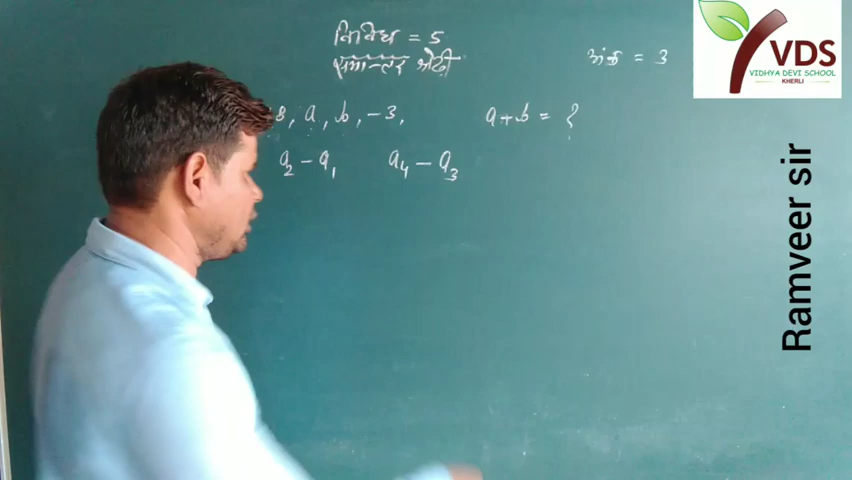 विविध = 5
समान्तर श्रेढी
अंक = 3
8, a, b, -3,
a+b = ?
a₂ - a₁ a₄ - a₃
VDS
VIDHYA DEVI SCHOOL
KHERLI
Ramveer sir